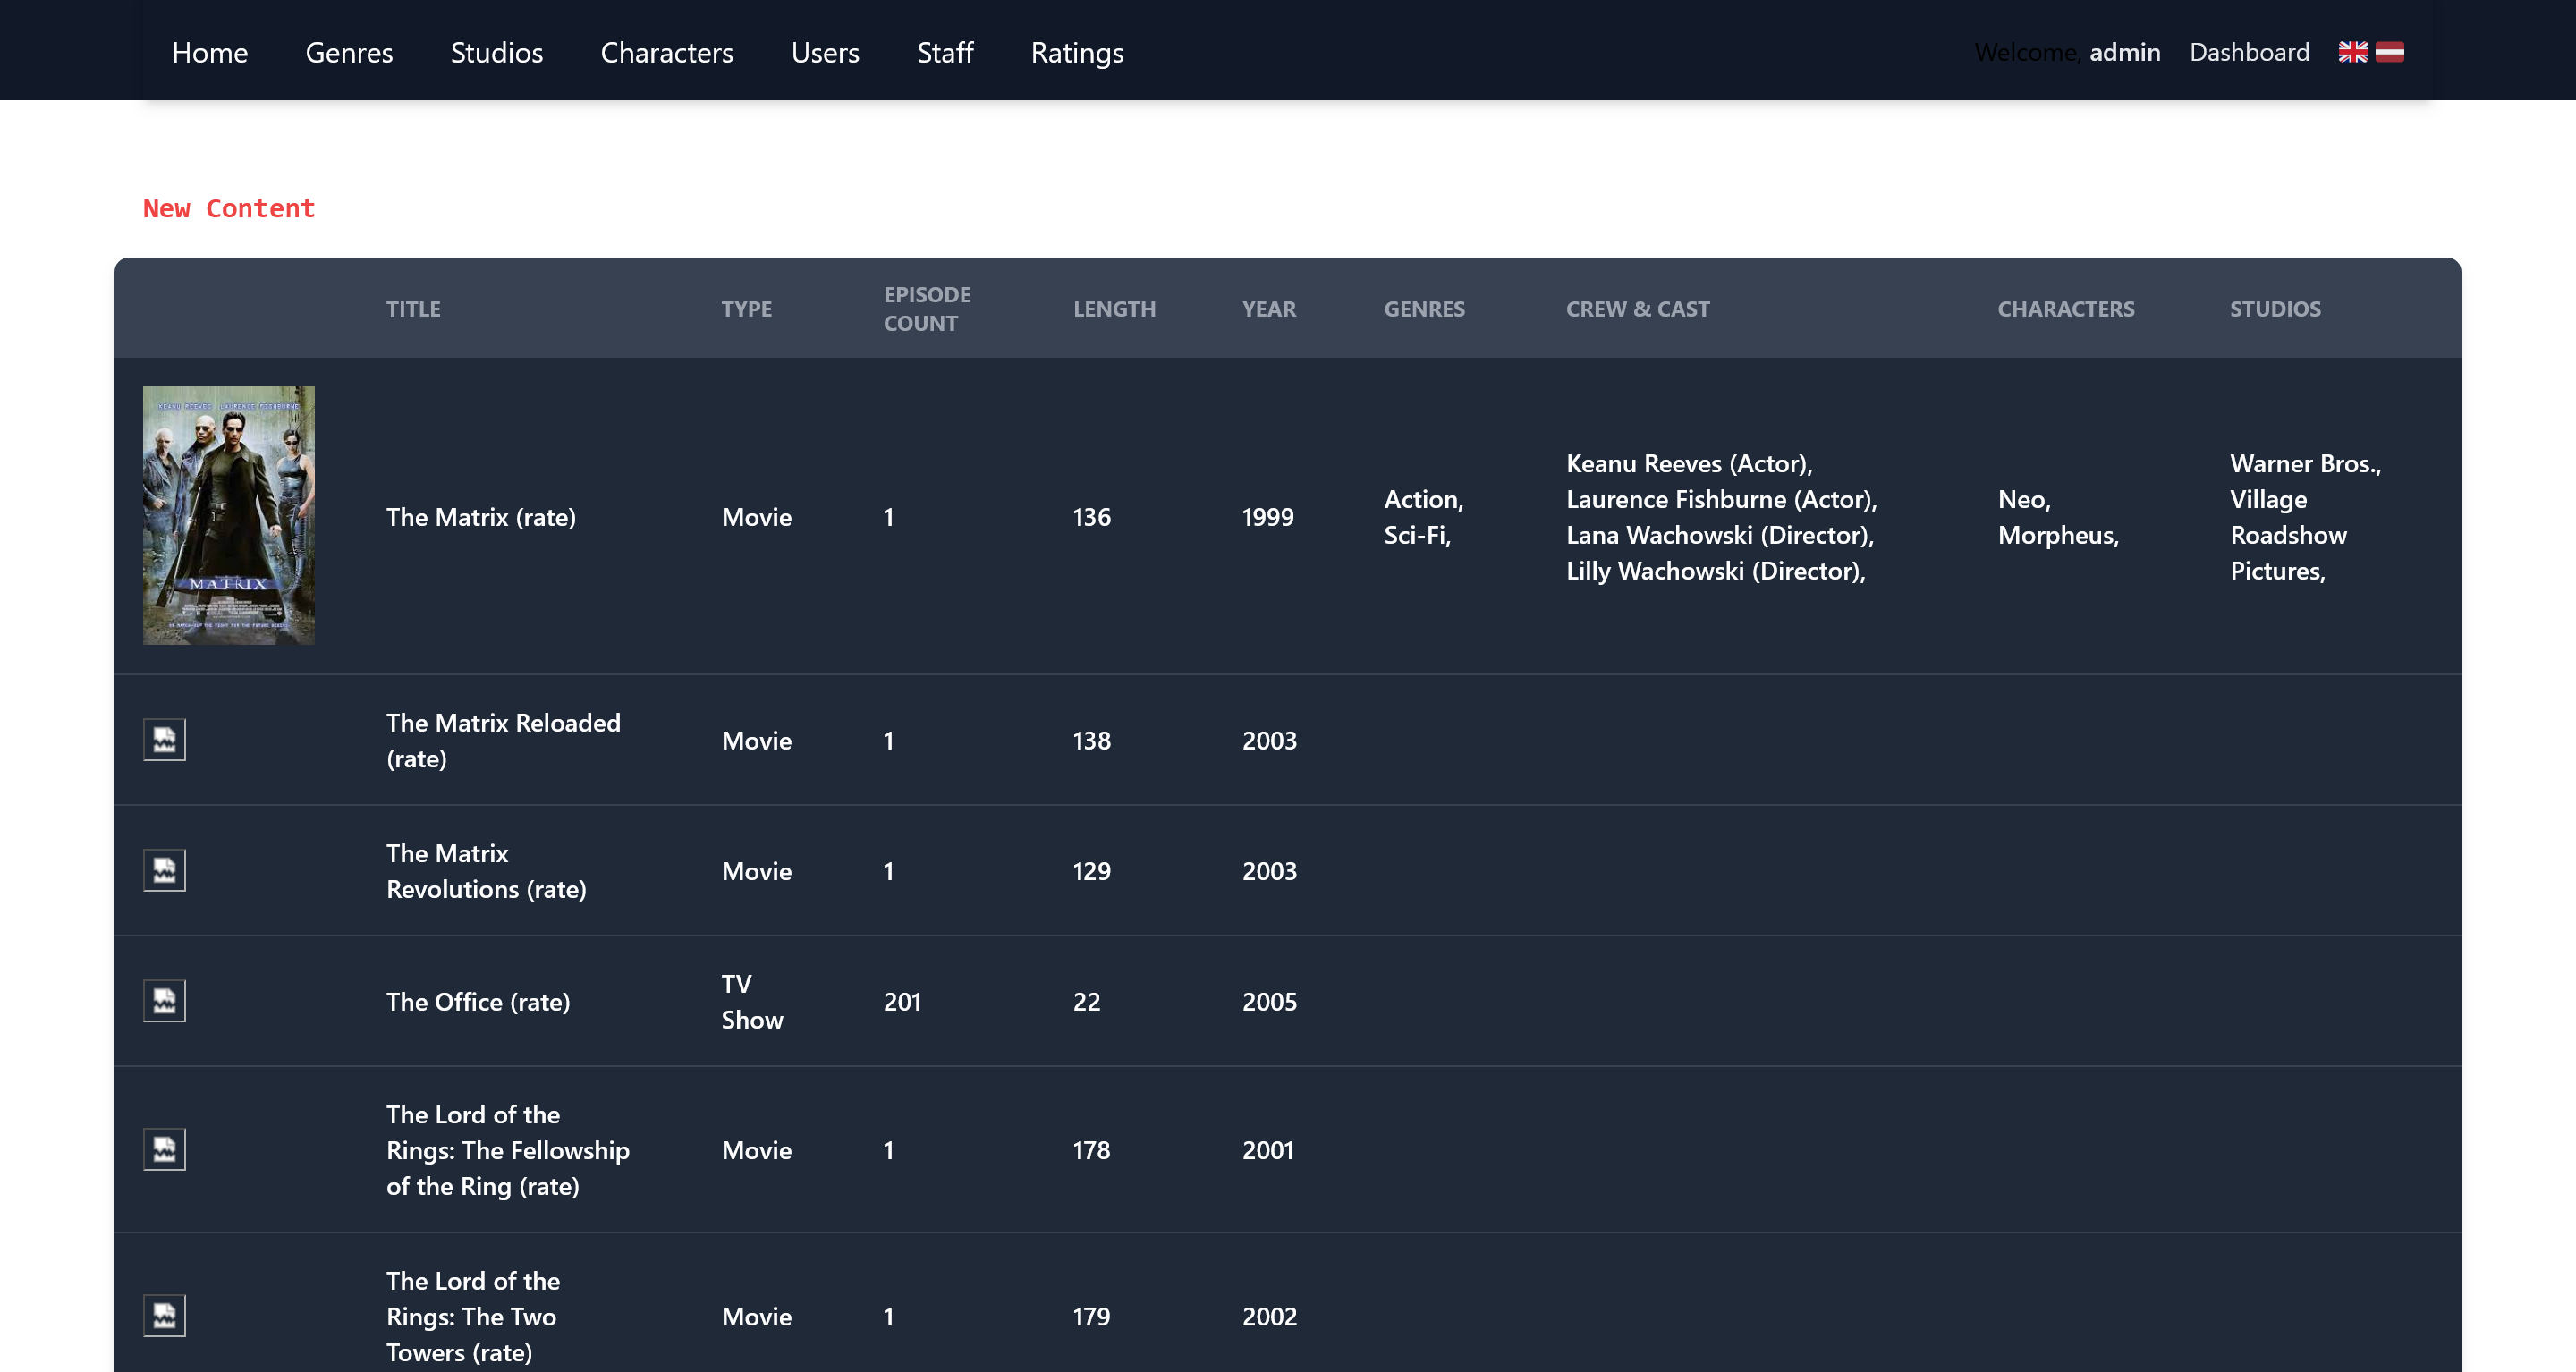 Home Genres Studios Characters Users Staff Ratings Welcome, admin Dashboard
New Content
TITLE TYPE EPISODE COUNT LENGTH YEAR GENRES CREW & CAST CHARACTERS STUDIOS
KEANU REEVES LAURENCE FISHBURNE
MATRIX
The Matrix (rate)
Movie
1
136
1999
Action,
Sci-Fi,
Keanu Reeves (Actor),
Laurence Fishburne (Actor),
Lana Wachowski (Director),
Lilly Wachowski (Director),
Neo,
Morpheus,
Warner Bros.,
Village
Roadshow
Pictures,
The Matrix Reloaded
(rate)
Movie
1
138
2003
The Matrix
Revolutions (rate)
Movie
1
129
2003
The Office (rate)
TV
Show
201
22
2005
The Lord of the
Rings: The Fellowship
of the Ring (rate)
Movie
1
178
2001
The Lord of the
Rings: The Two
Towers (rate)
Movie
1
179
2002